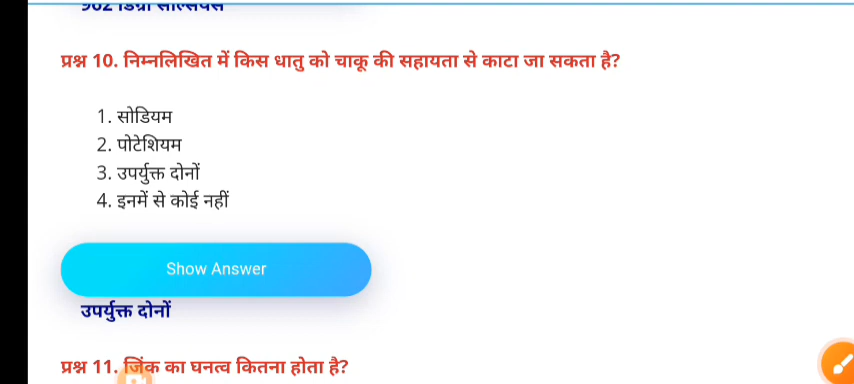 प्रश्न 10. निम्नलिखित में किस धातु को चाकू की सहायता से काटा जा सकता है?
1. सोडियम
2. पोटेशियम
3. उपर्युक्त दोनों
4. इनमें से कोई नहीं
Show Answer
उपर्युक्त दोनों
प्रश्न 11. जिंक का घनत्व कितना होता है?